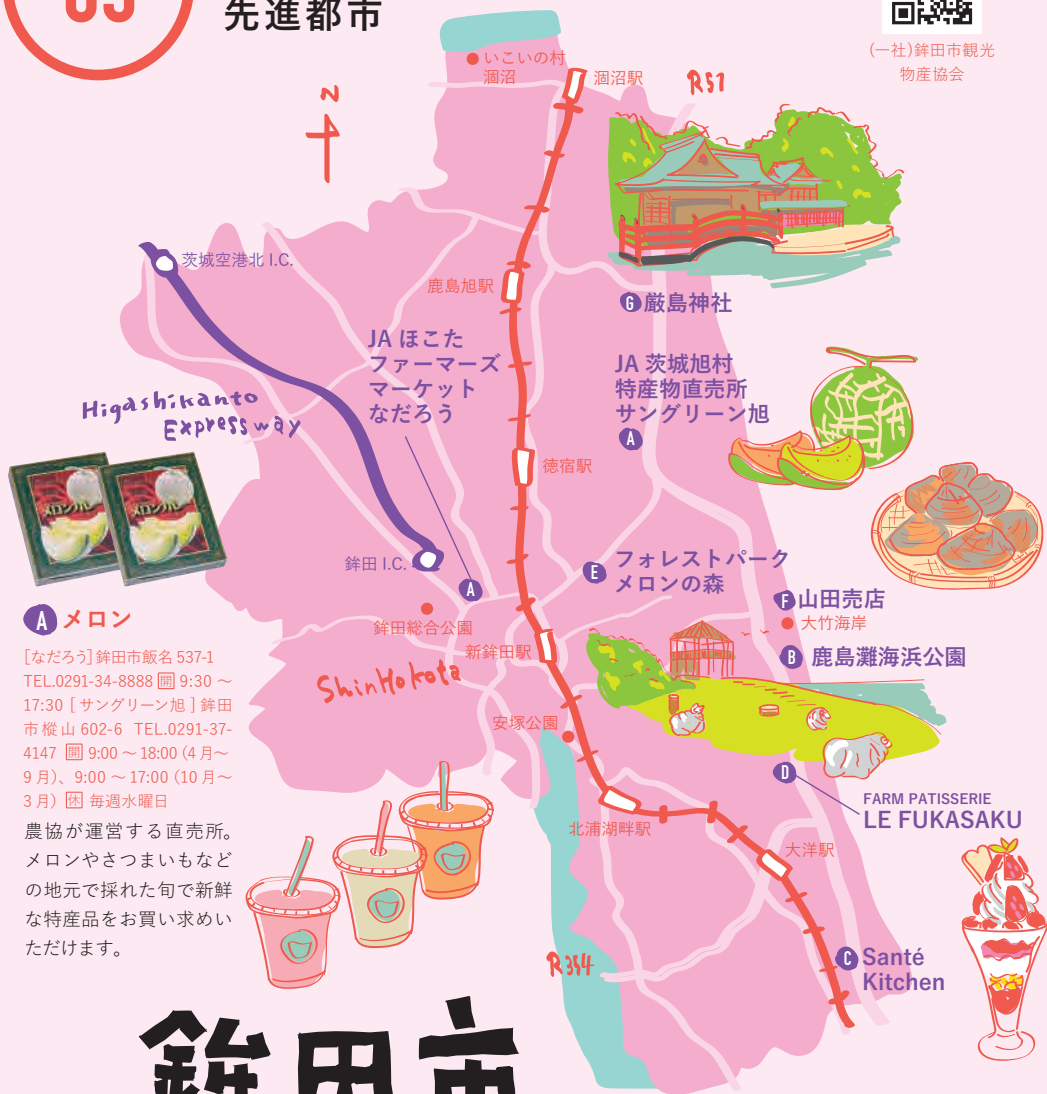 先進都市
(一社)鉾田市観光
物産協会
いこいの村
涸沼
涸沼駅
R51
N
茨城空港北 I.C.
鹿島旭駅
G 厳島神社
JA ほこた
ファーマーズ
マーケット
なだろう
JA 茨城旭村
特産物直売所
サングリーン旭
A
Higashikanto
Expressway
徳宿駅
メロン
メロン
鉾田 I.C.
A
E フォレストパーク
メロンの森
F 山田売店
大竹海岸
鉾田総合公園
新鉾田駅
B 鹿島灘海浜公園
ShinHokota
安塚公園
D
FARM PATISSERIE
LE FUKASAKU
北浦湖畔駅
大洋駅
R354
C Santé
Kitchen
A メロン
[なだろう]鉾田市飯名 537-1
TEL.0291-34-8888 開 9:30 ～
17:30 [ サングリーン旭 ] 鉾田
市樅山 602-6 TEL.0291-37-
4147 開 9:00 ～ 18:00 (4 月～
9 月)、9:00 ～ 17:00 (10 月～
3 月) 休 毎週水曜日
農協が運営する直売所。
メロンやさつまいもなど
の地元で採れた旬で新鮮
な特産品をお買い求めい
ただけます。
鉾田市